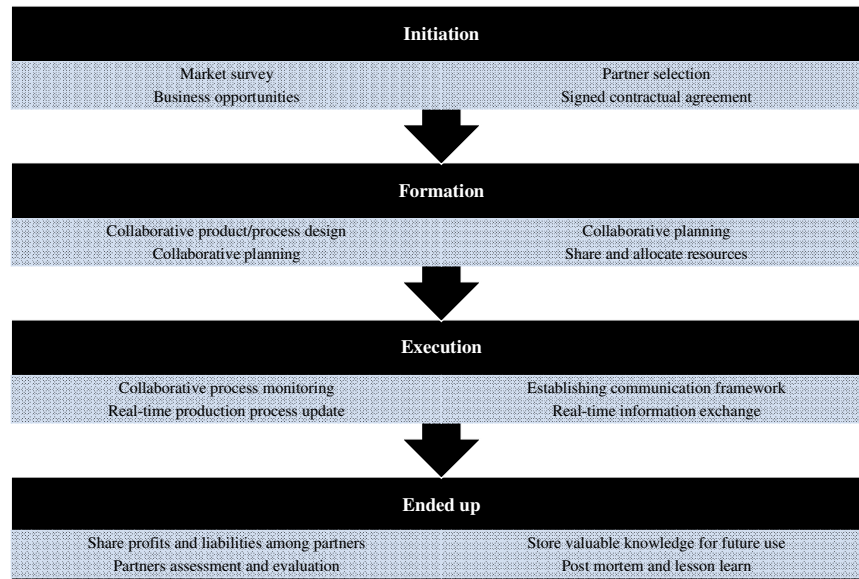 Initiation
Market survey
Business opportunities
Partner selection
Signed contractual agreement
Formation
Collaborative product/process design
Collaborative planning
Collaborative planning
Share and allocate resources
Execution
Collaborative process monitoring
Real-time production process update
Establishing communication framework
Real-time information exchange
Ended up
Share profits and liabilities among partners
Partners assessment and evaluation
Store valuable knowledge for future use
Post mortem and lesson learn